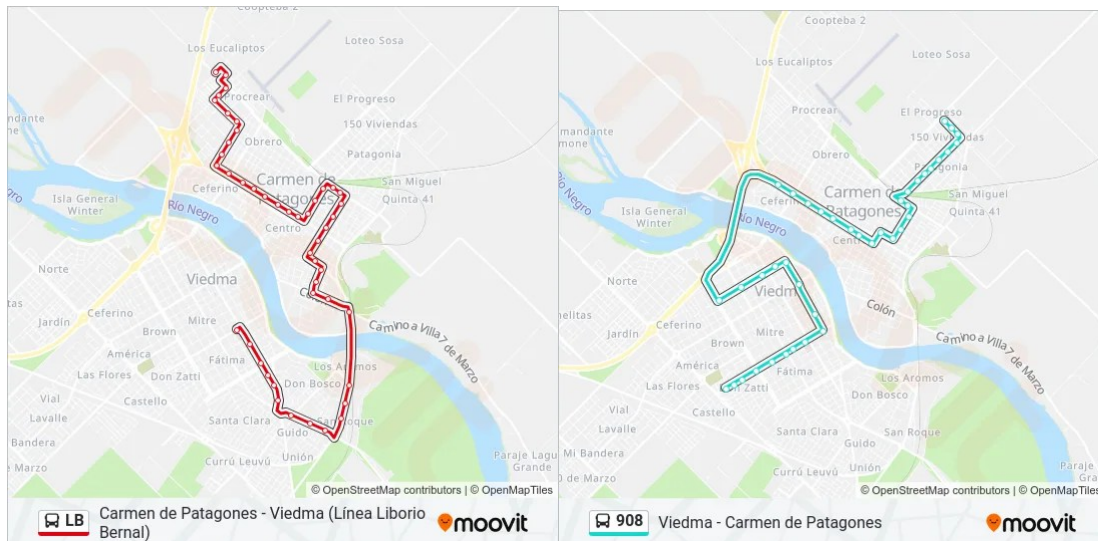 Coopteba 2
Loteo Sosa
Los Eucaliptos
Procrear
El Progreso
150 Viviendas
Obrero
Patagonia
Carmen de
Patagones
San Miguel
Ceferino
Quinta 41
Isla General
Winter
Río Negro
Centro
Norte
Viedma
Ceferino
Mitre
Jardín
Brown
Camino a Villa 7 de Marzo
América
Fátima
Los Aromos
Las Flores
Don Zatti
Don Bosco
Vial
Castello
Lavalle
Santa Clara
San Roque
Guido
Bandera
Unión
Currú Leuvú
Paraje Lagu
Grande
e Marzo
© OpenStreetMap contributors | © OpenMapTiles
LB
Carmen de Patagones - Viedma (Línea Liborio
Bernal)
moovit
Coopteba 2
Loteo Sosa
Los Eucaliptos
Procrear
El Progreso
150 Viviendas
Obrero
Patagonia
Carmen de
Patagones
San Miguel
Quinta 41
Isla General
Winter
Río Negro
Norte
Viedma
Colón
Ceferino
Mitre
Jardín
Brown
Camino a Villa 7 de Marzo
América
Fátima
Los Aromos
Las Flores
Don Zatti
Don Bosco
Vial
Castello
Lavalle
Santa Clara
San Roque
Guido
Mi Bandera
Unión
Currú Leuvú
Paraje
Gra
0 de Marzo
© OpenStreetMap contributors | © OpenMapTiles
908
Viedma - Carmen de Patagones
moovit